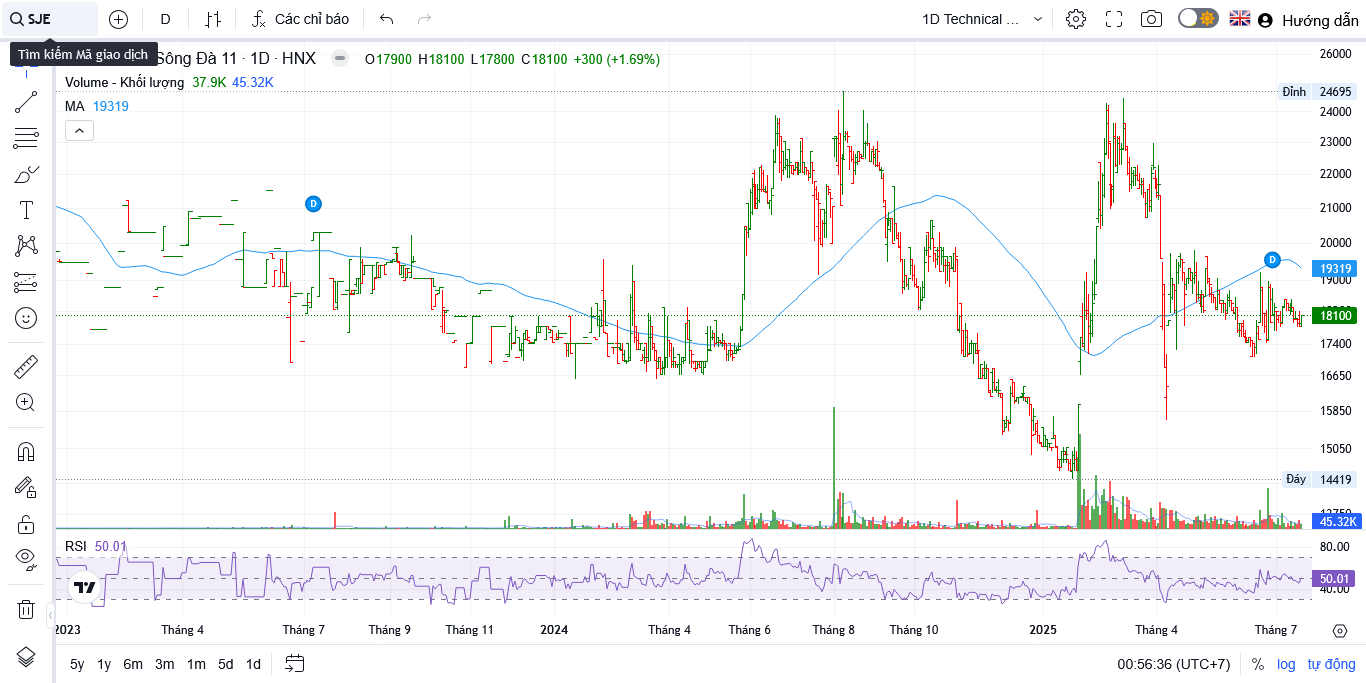 SJE
D
Các chỉ báo
1D Technical ...
Hướng dẫn
Tìm kiếm Mã giao dịch
Sông Đà 11 · 1D · HNX
O17900 H18100 L17800 C18100 +300 (+1.69%)
Volume - Khối lượng 37.9K 45.32K
MA 19319
D
D
26000
Đỉnh 24695
24000
23000
22000
21000
20000
19319
19000
18100
17400
16650
15850
15050
Đáy 14419
45.32K
RSI 50.01
80.00
50.01
40.00
2023
Tháng 4
Tháng 7
Tháng 9
Tháng 11
2024
Tháng 4
Tháng 6
Tháng 8
Tháng 10
2025
Tháng 4
Tháng 7
5y 1y 6m 3m 1m 5d 1d
00:56:36 (UTC+7)
% log tự động